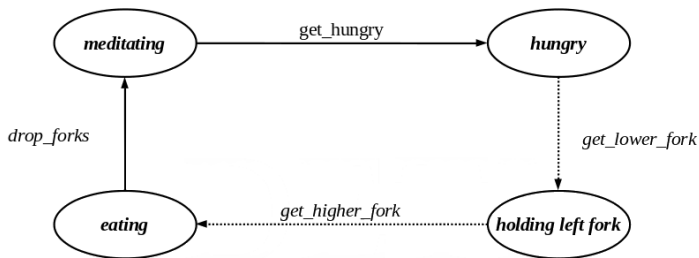 meditating
get_hungry
hungry
drop_forks
get_lower_fork
eating
get_higher_fork
holding left fork